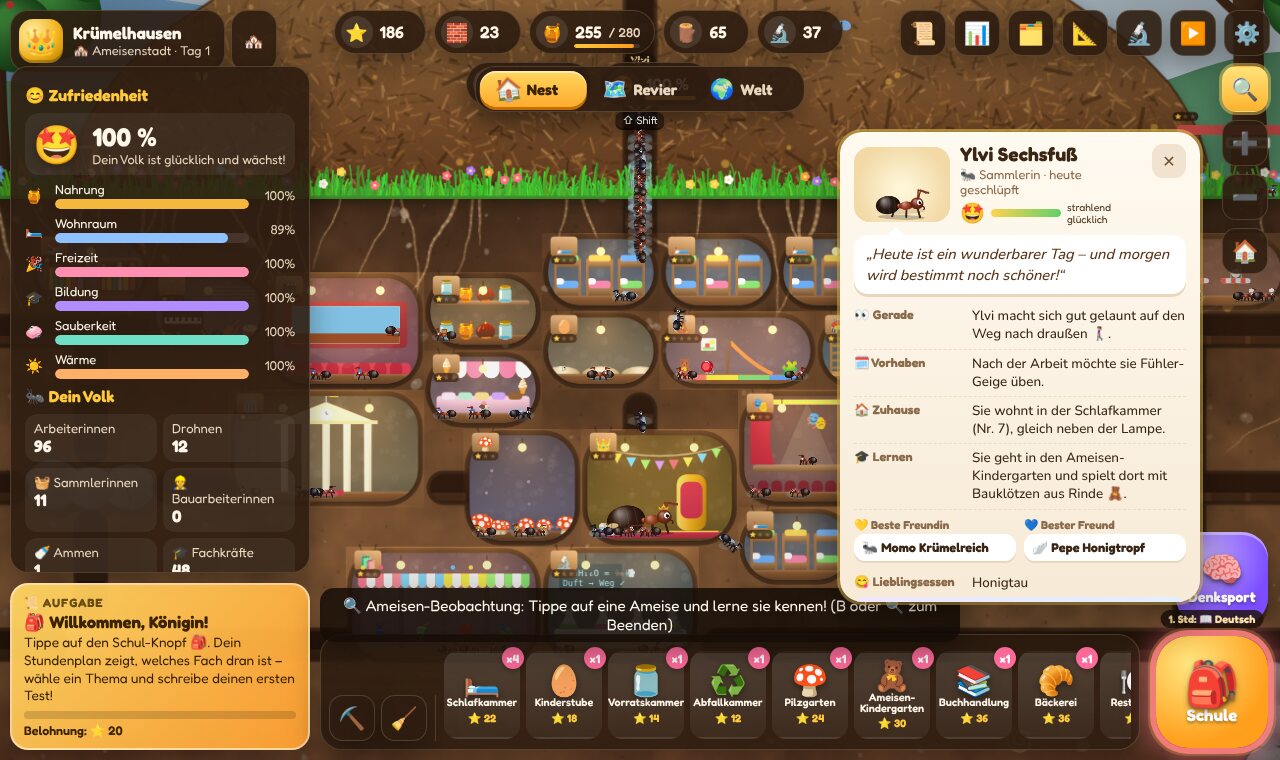 Krümelhausen
Ameisenstadt · Tag 1
186
23
255 / 280
65
37
Nest
Revier
Welt
⇧ Shift
Zufriedenheit
100 %
Dein Volk ist glücklich und wächst!
Nahrung
100%
Wohnraum
89%
Freizeit
100%
Bildung
100%
Sauberkeit
100%
Wärme
100%
Dein Volk
Arbeiterinnen
96
Drohnen
12
Sammlerinnen
11
Bauarbeiterinnen
0
Ammen
1
Fachkräfte
48
AUFGABE
Willkommen, Königin!
Tippe auf den Schul-Knopf 🎒. Dein
Stundenplan zeigt, welches Fach dran ist –
wähle ein Thema und schreibe deinen ersten
Test!
Belohnung: ⭐ 20
Ylvi Sechsfuß
Sammlerin · heute
geschlüpft
strahlend
glücklich
„Heute ist ein wunderbarer Tag – und morgen
wird bestimmt noch schöner!“
Gerade
Ylvi macht sich gut gelaunt auf den
Weg nach draußen 🚶‍♀️.
Vorhaben
Nach der Arbeit möchte sie Fühler-
Geige üben.
Zuhause
Sie wohnt in der Schlafkammer
(Nr. 7), gleich neben der Lampe.
Lernen
Sie geht in den Ameisen-
Kindergarten und spielt dort mit
Bauklötzen aus Rinde 🧸.
Beste Freundin
Momo Krümelreich
Bester Freund
Pepe Honigtropf
Lieblingsessen
Honigtau
Duft → Weg ✓
🔍 Ameisen-Beobachtung: Tippe auf eine Ameise und lerne sie kennen! (B oder 🔍 zum
Beenden)
x4
Schlafkammer
22
x1
Kinderstube
18
x1
Vorratskammer
14
x1
Abfallkammer
12
x1
Pilzgarten
24
x1
Ameisen-
Kindergarten
30
x1
Buchhandlung
36
x1
Bäckerei
36
Rest
Denksport
1. Std: 📖 Deutsch
Schule